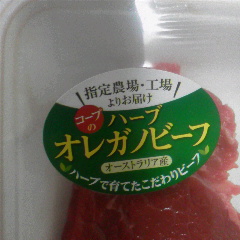 指定農場・工場
よりお届け
コープの
ハーブ
オレガノビーフ
オーストラリア産
ハーブで育てたこだわりビーフ